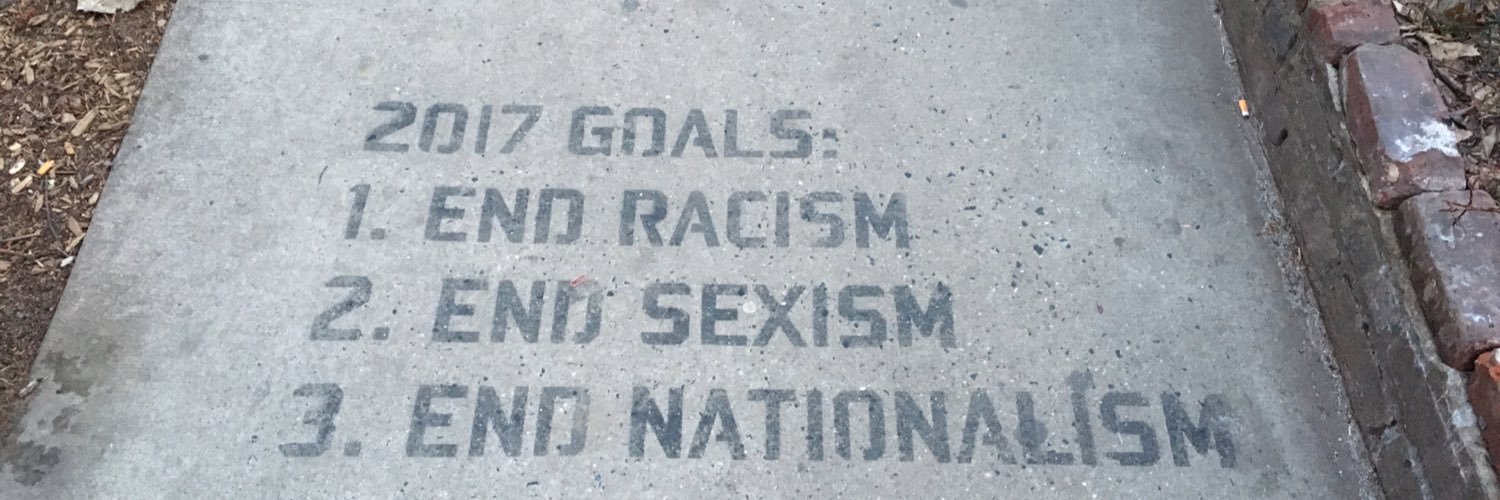 2017 GOALS:
1. END RACISM
2. END SEXISM
3. END NATIONALISM